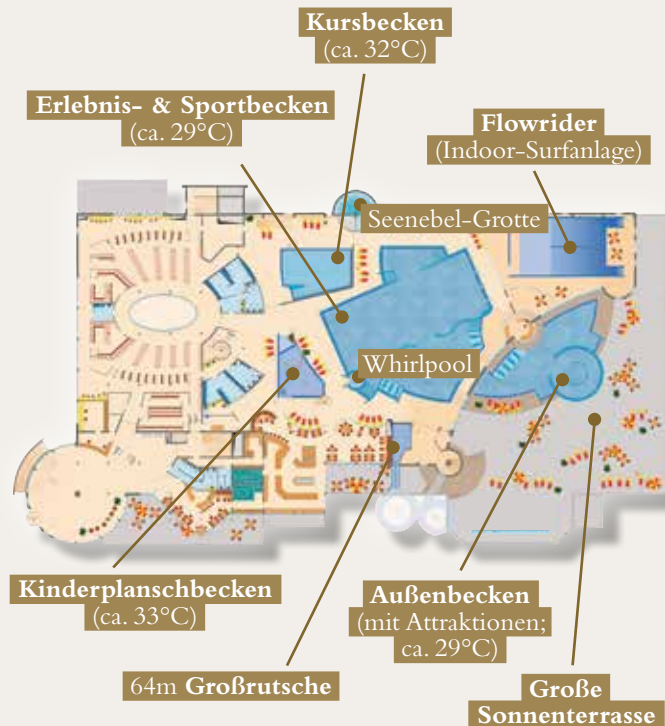 Kursbecken
(ca. 32°C)
Erlebnis- & Sportbecken
(ca. 29°C)
Flowrider
(Indoor-Surfanlage)
Seenebel-Grotte
Whirlpool
Kinderplanschbecken
(ca. 33°C)
Außenbecken
(mit Attraktionen;
ca. 29°C)
64m Großrutsche
Große
Sonnenterrasse